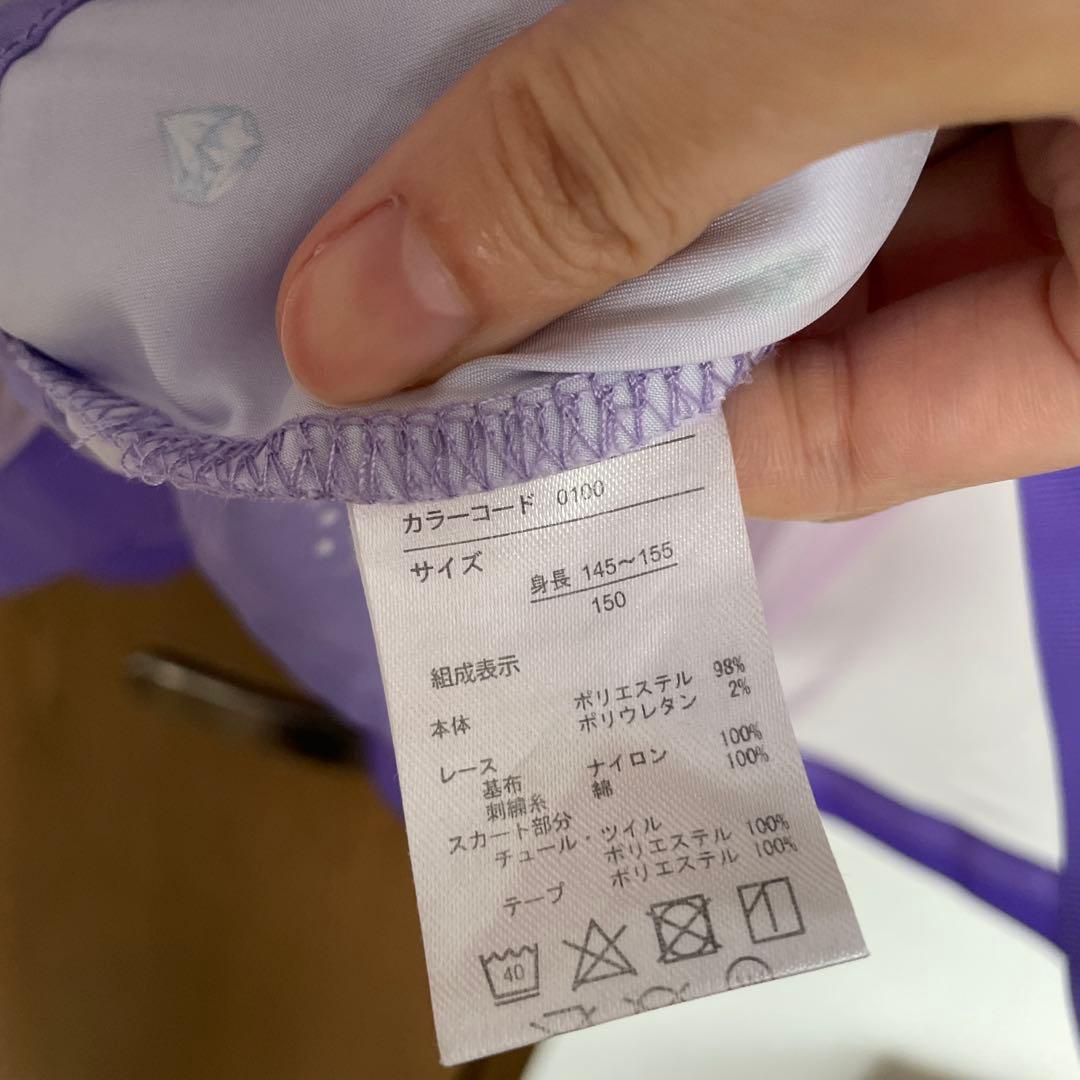 カラーコード 0100
サイズ
身長 145～155
150
組成表示
本体 ポリエステル 98%
ポリウレタン 2%
レース
基布 ナイロン 100%
刺繍糸 綿 100%
スカート部分
チュール・ツイル
ポリエステル 100%
テープ ポリエステル 100%
40